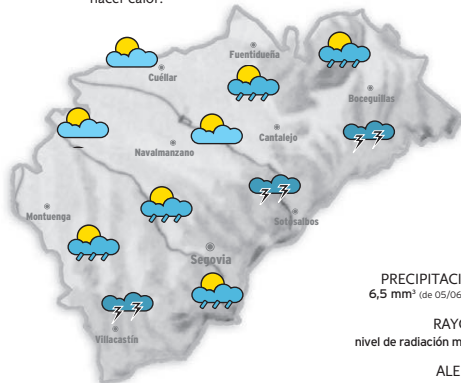 hacer calor.
Fuentidueña
Cuéllar
Boceguillas
Cantalejo
Navalmanzano
Montuenga
Sotosalbos
Segovia
Villacastín
PRECIPITACI
6,5 mm³ (de 05/06
RAYO
nivel de radiación m
ALE